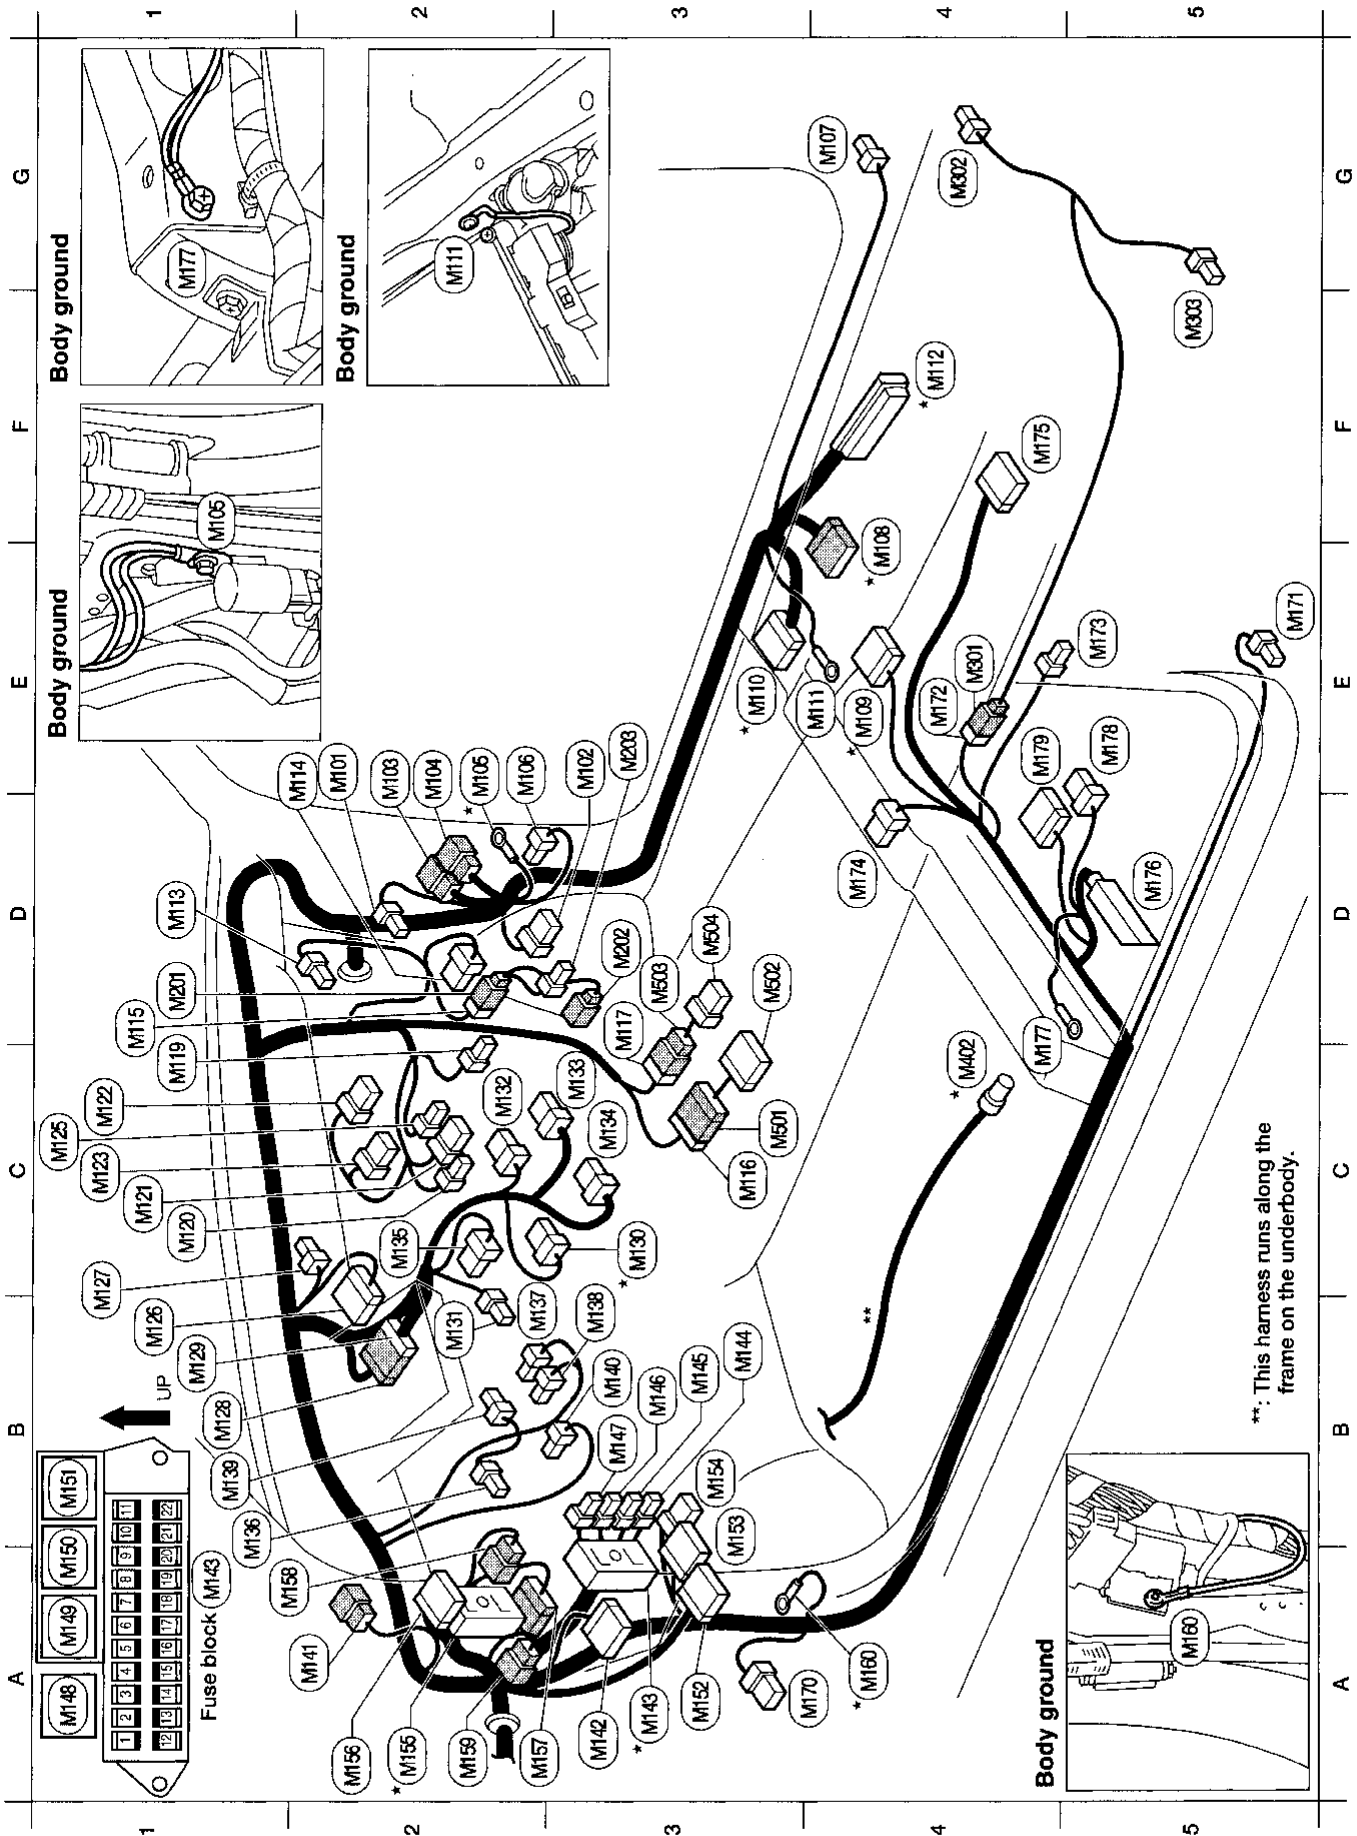 M148
M149
M150
M151
1 2 3 4 5 6 7 8 9 10 11
12 13 14 15 16 17 18 19 20 21 22
Fuse block
M143
UP
Body ground
M105
Body ground
M177
Body ground
M111
Body ground
M160
M141
M156
★ M155
M159
M157
M142
★ M143
M152
M170
★ M160
M158
M136
M139
M128
M129
M126
M127
M120
M121
M123
M125
M122
M119
M115
M201
M113
M114
M101
M103
M104
★ M105
M106
M102
M203
M202
M504
M503
M502
M117
M501
M116
M132
M133
M134
M135
★ M130
M131
M137
M138
M140
M147
M146
M145
M144
M154
M153
★ M110
M111
★ M109
★ M108
★ M112
M107
M302
M303
M175
M301
M172
M173
M171
M179
M178
M174
M176
M177
★ M402
**
**: This harness runs along the
frame on the underbody.
A B C D E F G
A B C D E F G
1 2 3 4 5
1 2 3 4 5